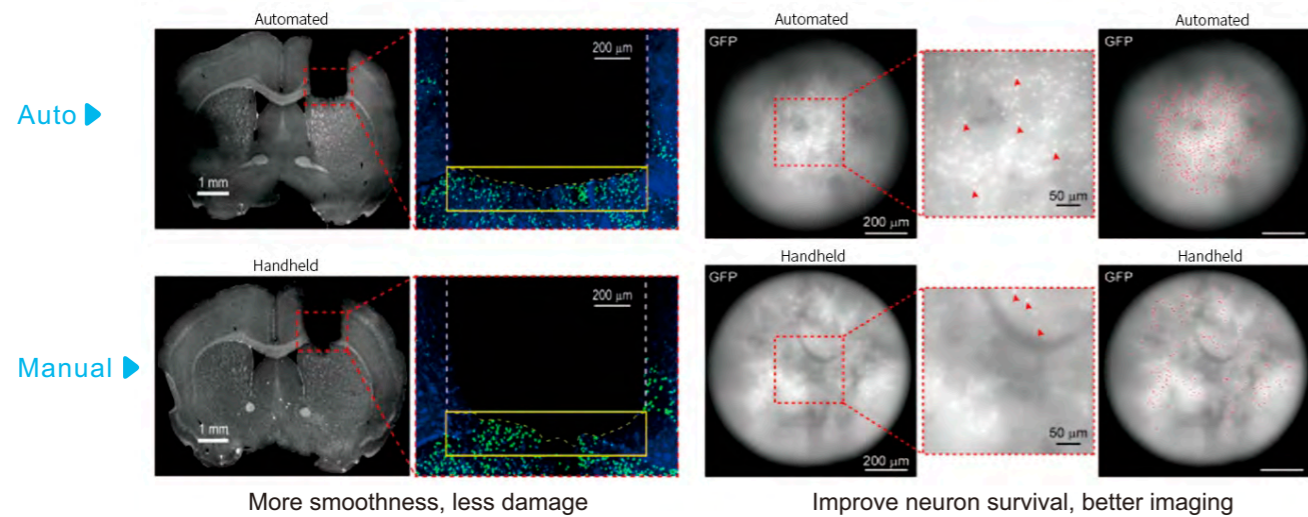 Automated
Automated
Automated
200 µm
GFP
GFP
Auto
1 mm
50 µm
200 µm
Handheld
Handheld
Handheld
200 µm
GFP
GFP
Manual
1 mm
50 µm
200 µm
More smoothness, less damage
Improve neuron survival, better imaging